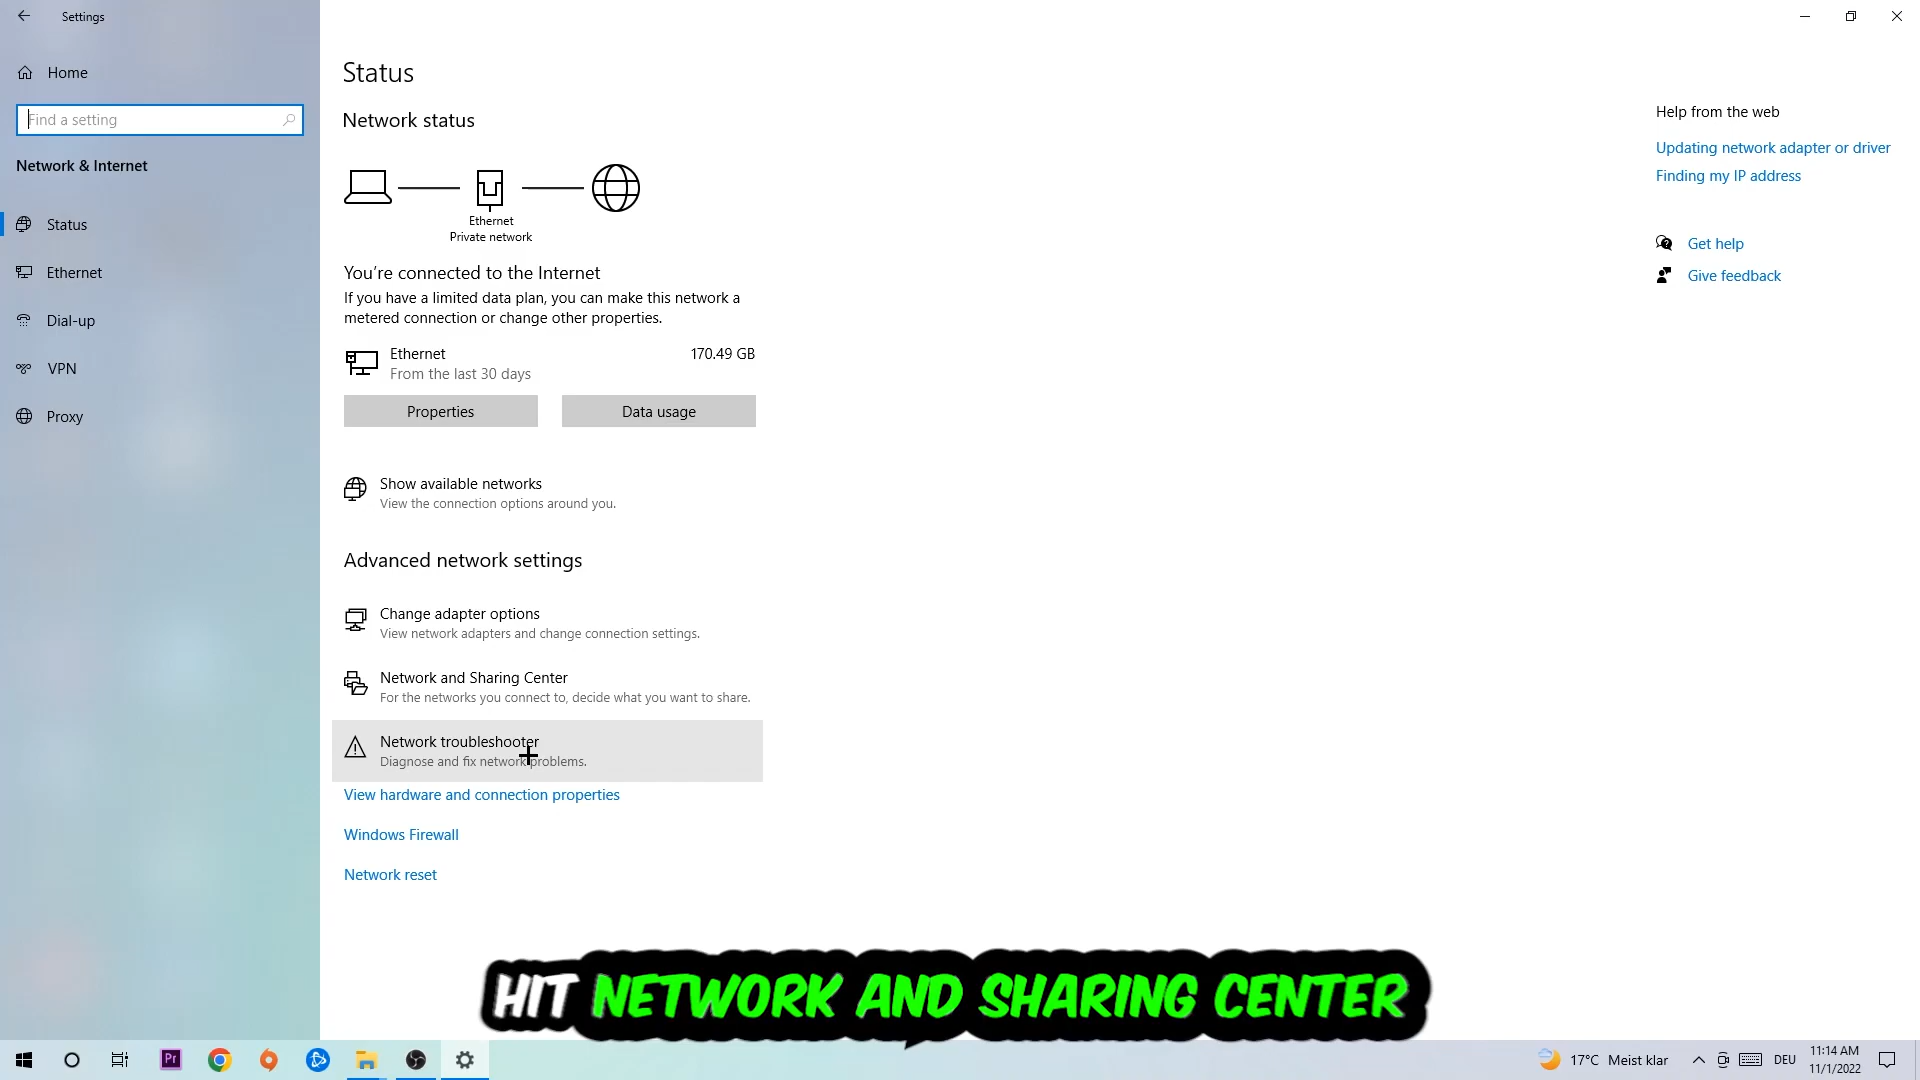 Settings
Home
Find a setting
Network & Internet
Status
Ethernet
Dial-up
VPN
Proxy
Status
Network status
Ethernet
Private network
You're connected to the Internet
If you have a limited data plan, you can make this network a
metered connection or change other properties.
Ethernet
170.49 GB
From the last 30 days
Properties
Data usage
Show available networks
View the connection options around you.
Advanced network settings
Change adapter options
View network adapters and change connection settings.
Network and Sharing Center
For the networks you connect to, decide what you want to share.
Network troubleshooter
Diagnose and fix network problems.
View hardware and connection properties
Windows Firewall
Network reset
Help from the web
Updating network adapter or driver
Finding my IP address
Get help
Give feedback
HIT NETWORK AND SHARING CENTER
Pr
17°C Meist klar
DEU
11:14 AM
11/1/2022